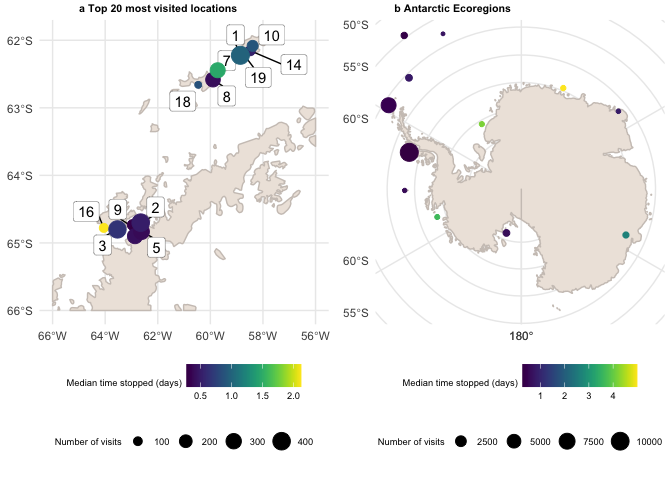 a Top 20 most visited locations
62°S
63°S
64°S
65°S
66°S
1
10
7
14
19
18
8
16
9
2
3
5
66°W
64°W
62°W
60°W
58°W
56°W
Median time stopped (days)
0.5
1.0
1.5
2.0
Number of visits
100
200
300
400
b Antarctic Ecoregions
50°S
55°S
60°S
60°S
55°S
180°
Median time stopped (days)
1
2
3
4
Number of visits
2500
5000
7500
10000